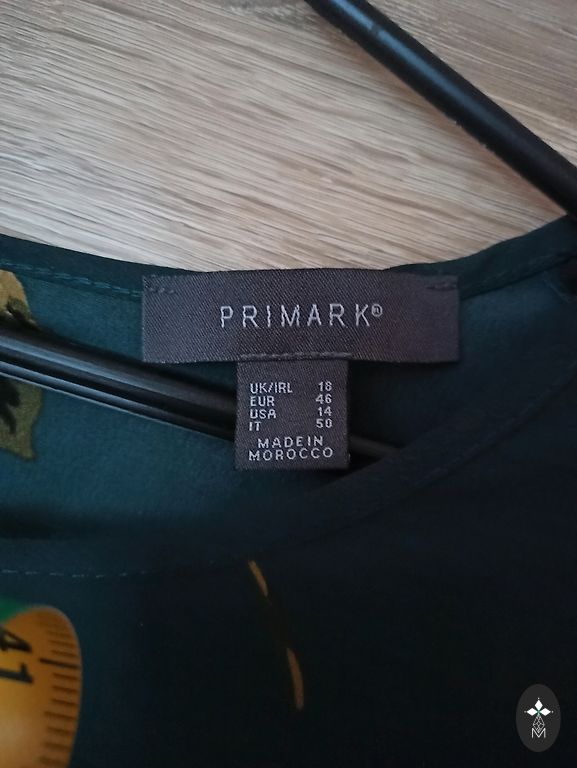 PRIMARK®
UK/IRL 18
EUR 46
USA 14
IT 50
MADE IN
MOROCCO
41
M